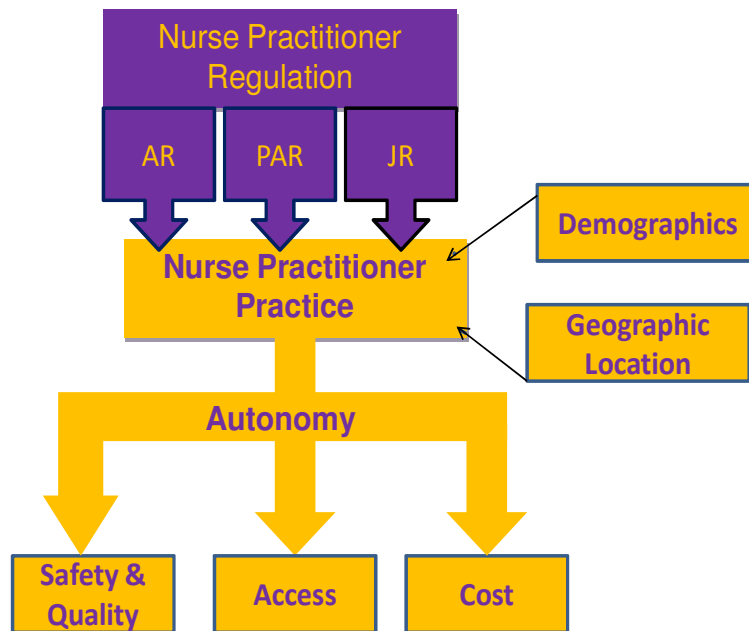 Nurse Practitioner
Regulation
AR
PAR
JR
Demographics
Nurse Practitioner
Practice
Geographic
Location
Autonomy
Safety &
Quality
Access
Cost